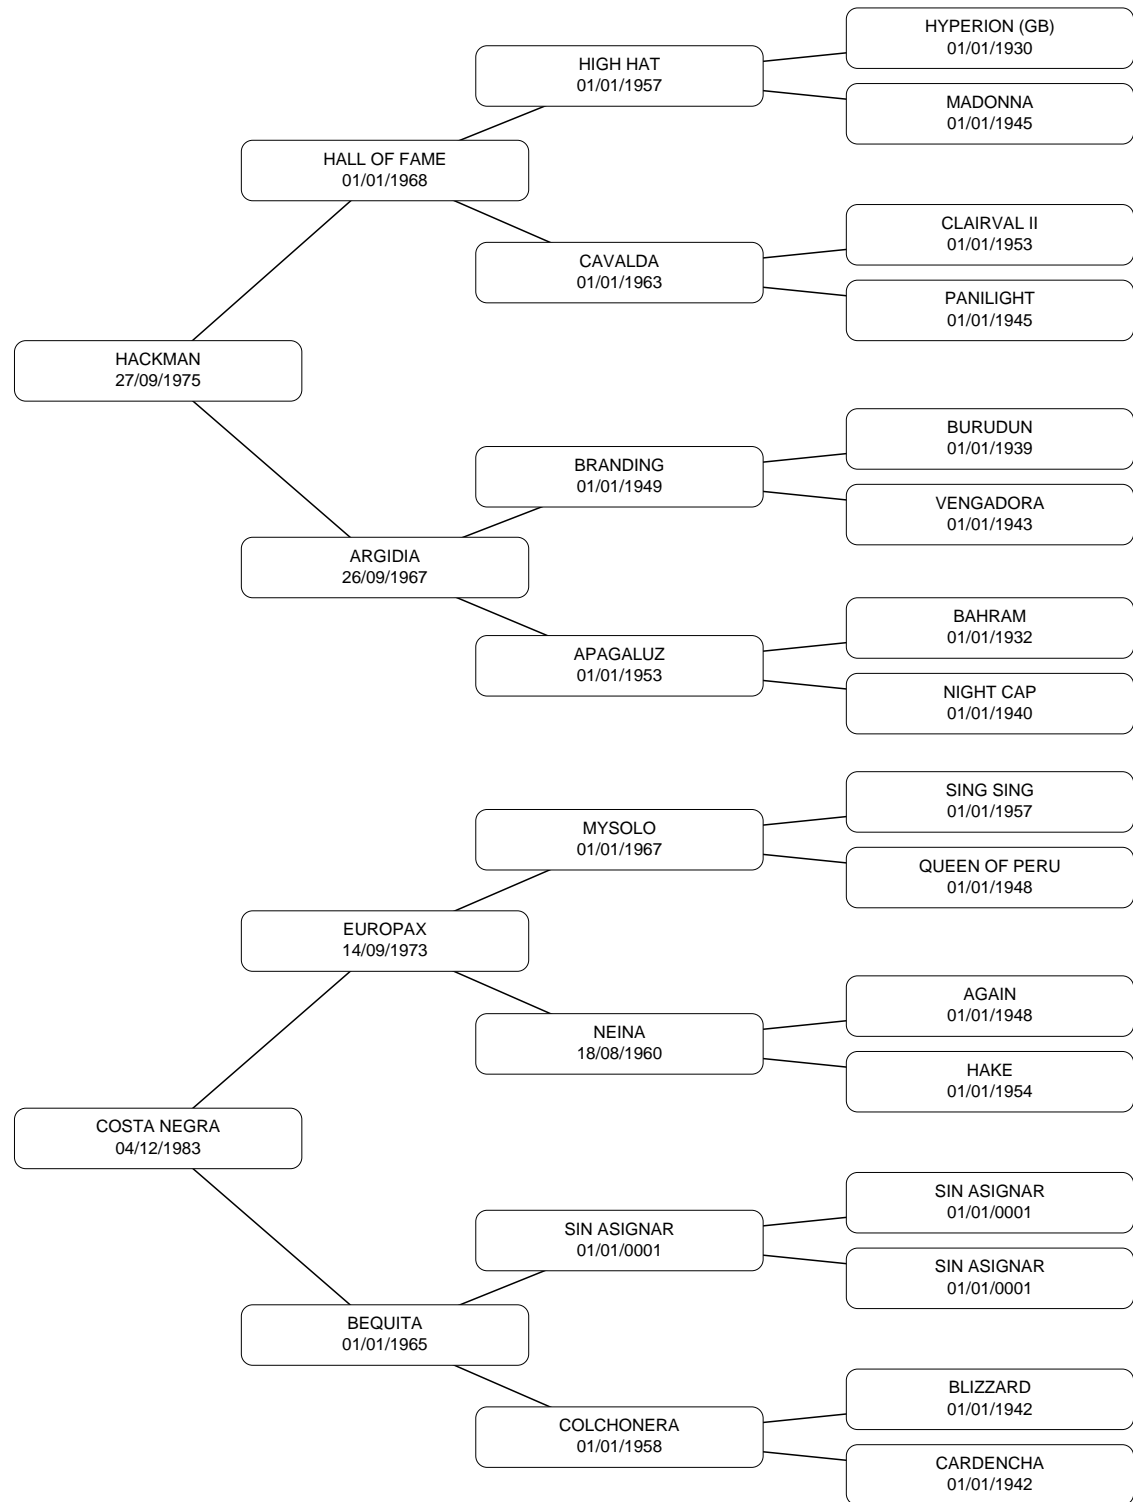 HYPERION (GB)
01/01/1930
HIGH HAT
01/01/1957
MADONNA
01/01/1945
HALL OF FAME
01/01/1968
CLAIRVAL II
01/01/1953
CAVALDA
01/01/1963
PANILIGHT
01/01/1945
HACKMAN
27/09/1975
BURUDUN
01/01/1939
BRANDING
01/01/1949
VENGADORA
01/01/1943
ARGIDIA
26/09/1967
BAHRAM
01/01/1932
APAGALUZ
01/01/1953
NIGHT CAP
01/01/1940
SING SING
01/01/1957
MYSOLO
01/01/1967
QUEEN OF PERU
01/01/1948
EUROPAX
14/09/1973
AGAIN
01/01/1948
NEINA
18/08/1960
HAKE
01/01/1954
COSTA NEGRA
04/12/1983
SIN ASIGNAR
01/01/0001
SIN ASIGNAR
01/01/0001
SIN ASIGNAR
01/01/0001
BEQUITA
01/01/1965
BLIZZARD
01/01/1942
COLCHONERA
01/01/1958
CARDENCHA
01/01/1942